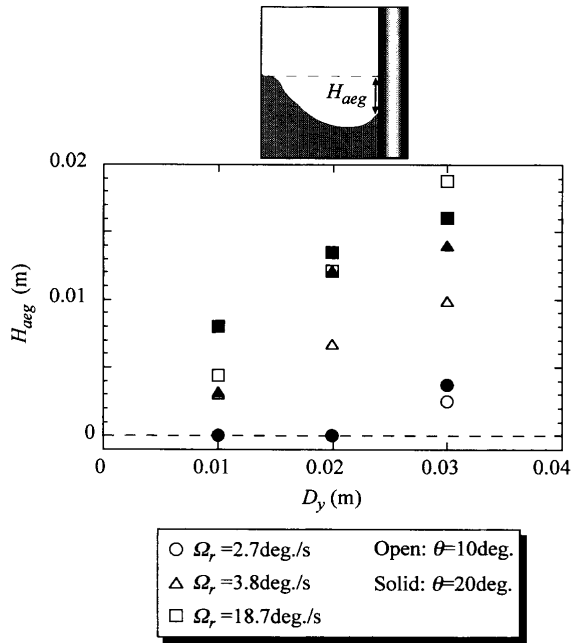 H_aeg
0.02
0.01
0
H_aeg (m)
0 0.01 0.02 0.03 0.04
D_y (m)
○ Ω_r =2.7deg./s Open: θ=10deg.
△ Ω_r =3.8deg./s Solid: θ=20deg.
□ Ω_r =18.7deg./s